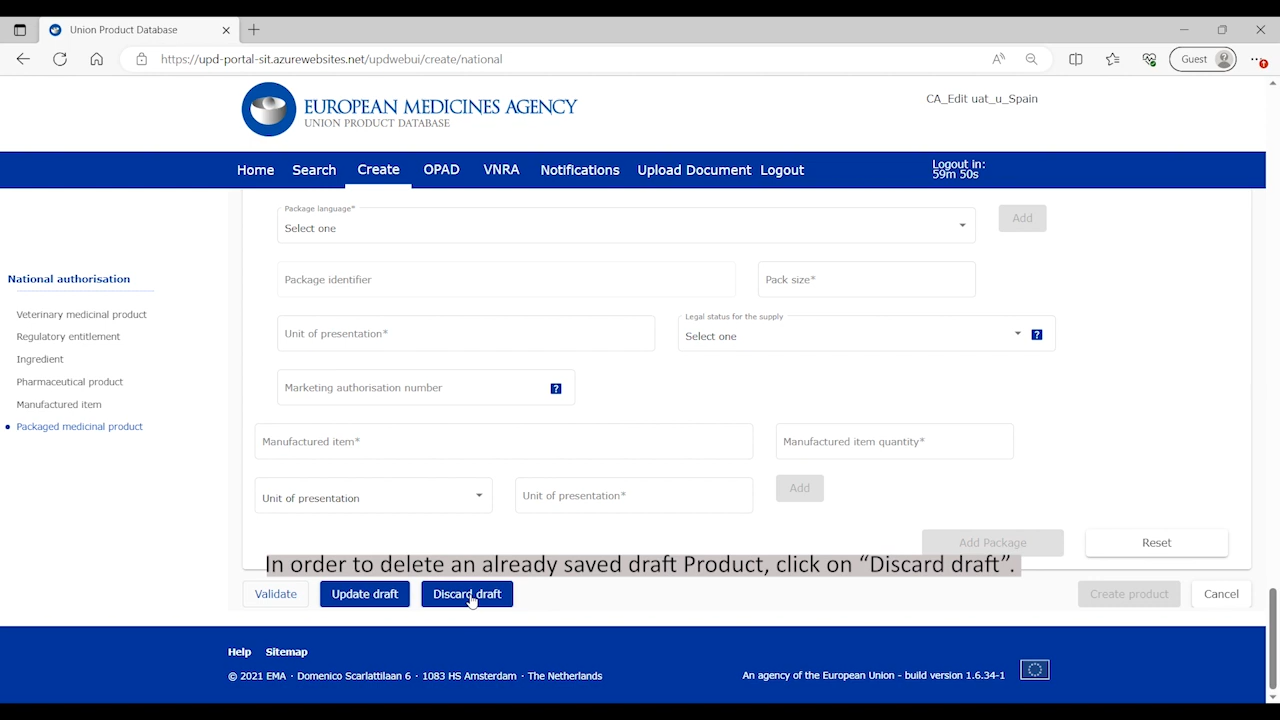 Union Product Database
https://upd-portal-sit.azurewebsites.net/updwebui/create/national
Guest
EUROPEAN MEDICINES AGENCY
UNION PRODUCT DATABASE
CA_Edit uat_u_Spain
Home Search Create OPAD VNRA Notifications Upload Document Logout
Logout in:
59m 50s
National authorisation
Veterinary medicinal product
Regulatory entitlement
Ingredient
Pharmaceutical product
Manufactured item
Packaged medicinal product
Package language*
Select one
Add
Package identifier
Pack size*
Unit of presentation*
Legal status for the supply
Select one
?
Marketing authorisation number
?
Manufactured item*
Manufactured item quantity*
Unit of presentation
Unit of presentation*
Add
Add Package
Reset
In order to delete an already saved draft Product, click on “Discard draft”.
Validate
Update draft
Discard draft
Create product
Cancel
Help Sitemap
© 2021 EMA · Domenico Scarlattilaan 6 · 1083 HS Amsterdam · The Netherlands
An agency of the European Union - build version 1.6.34-1